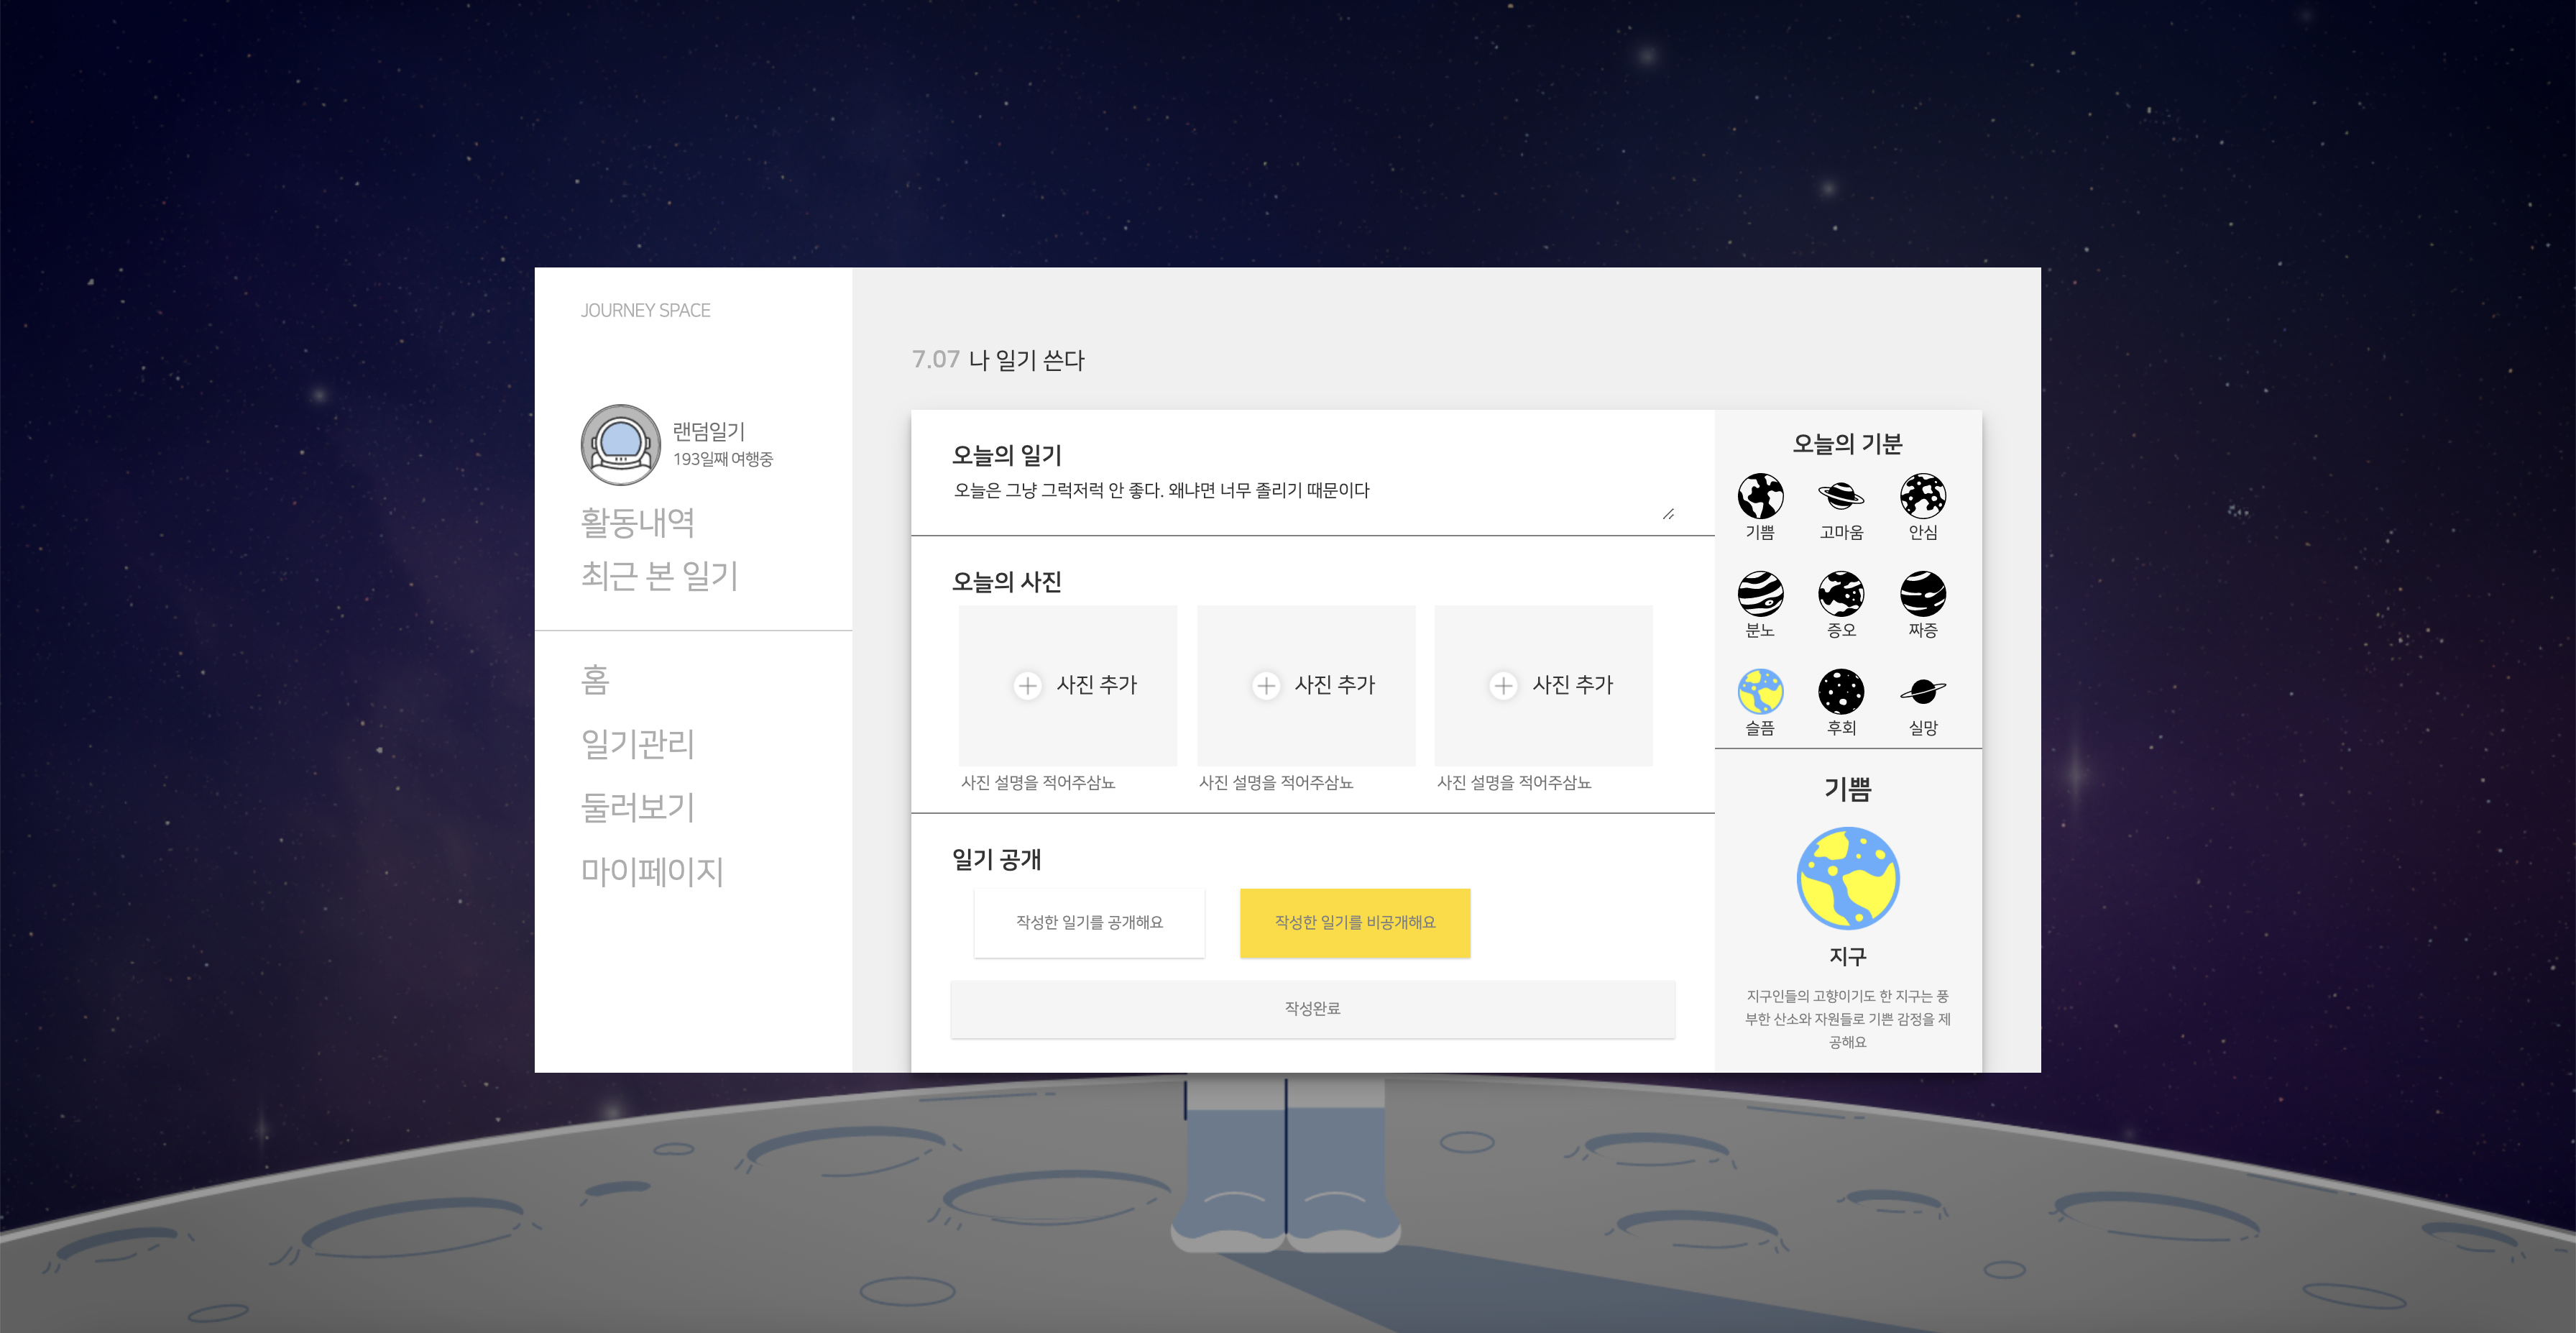 JOURNEY SPACE
랜덤일기
193일째 여행중
활동내역
최근 본 일기
홈
일기관리
둘러보기
마이페이지
7.07 나 일기 쓴다
오늘의 일기
오늘은 그냥 그럭저럭 안 좋다. 왜냐면 너무 졸리기 때문이다
오늘의 사진
사진 추가 사진 추가 사진 추가
사진 설명을 적어주삼뇨 사진 설명을 적어주삼뇨 사진 설명을 적어주삼뇨
일기 공개
작성한 일기를 공개해요 작성한 일기를 비공개해요
작성완료
오늘의 기분
기쁨 고마움 안심
분노 증오 짜증
슬픔 후회 실망
기쁨
지구
지구인들의 고향이기도 한 지구는 풍
부한 산소와 자원들로 기쁜 감정을 제
공해요